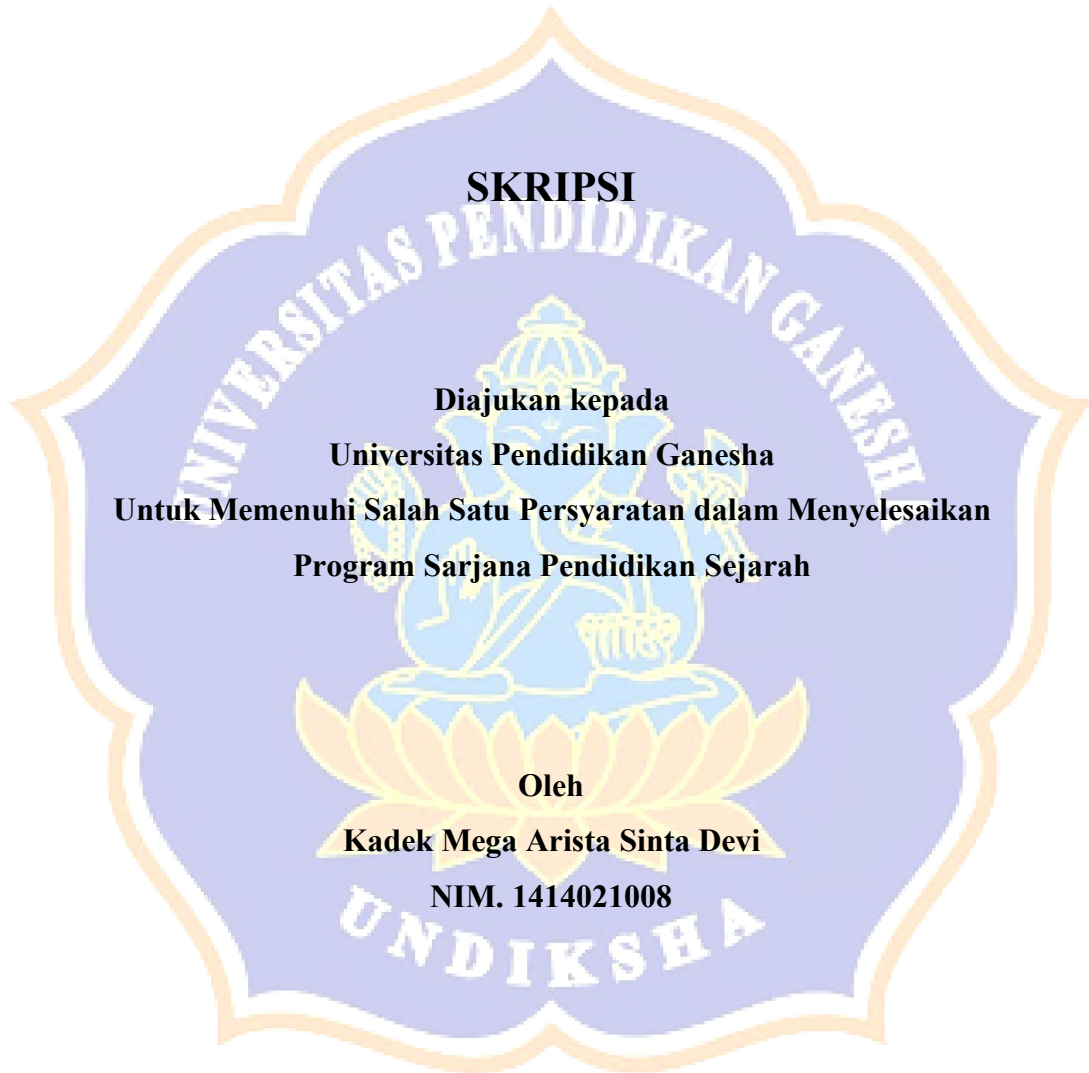 SKRIPSI
UNIVERSITAS PENDIDIKAN GANESHA
Diajukan kepada
Universitas Pendidikan Ganesha
Untuk Memenuhi Salah Satu Persyaratan dalam Menyelesaikan
Program Sarjana Pendidikan Sejarah
Oleh
Kadek Mega Arista Sinta Devi
NIM. 1414021008
UNDIKSHA